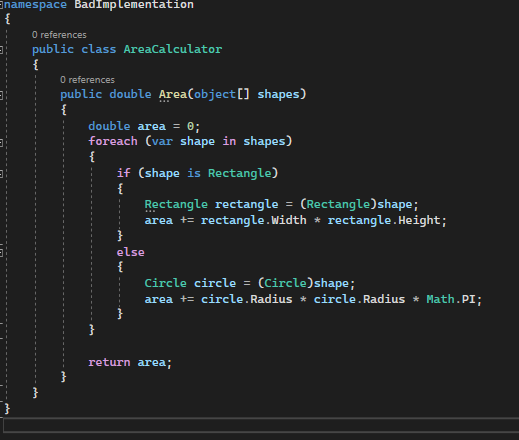 namespace BadImplementation
{
0 references
public class AreaCalculator
{
0 references
public double Area(object[] shapes)
{
double area = 0;
foreach (var shape in shapes)
{
if (shape is Rectangle)
{
Rectangle rectangle = (Rectangle)shape;
area += rectangle.Width * rectangle.Height;
}
else
{
Circle circle = (Circle)shape;
area += circle.Radius * circle.Radius * Math.PI;
}
}
return area;
}
}
}